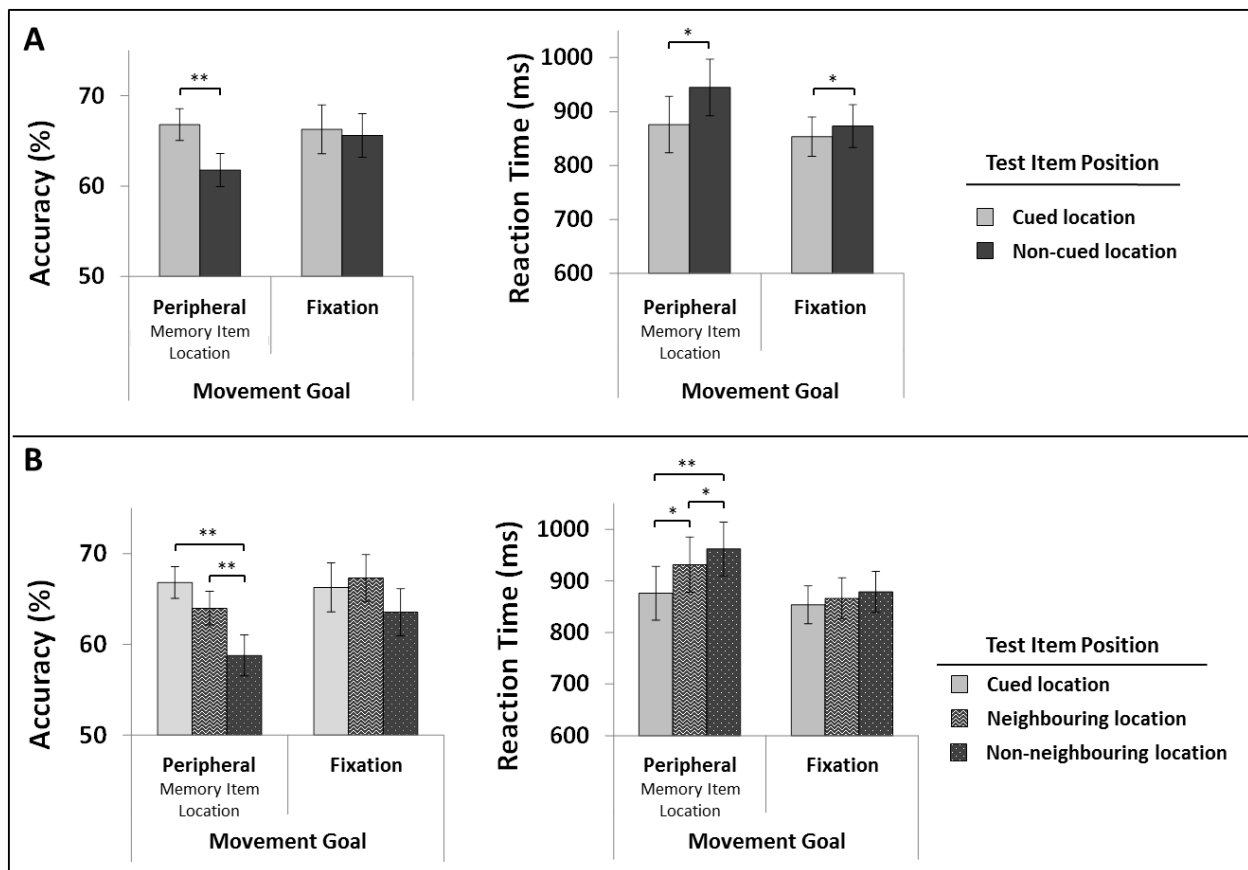 A
Accuracy (%)
70
60
50
**
Peripheral
Memory Item
Location
Fixation
Movement Goal
Reaction Time (ms)
1000
900
800
700
600
*
*
Peripheral
Memory Item
Location
Fixation
Movement Goal
Test Item Position
Cued location
Non-cued location
B
Accuracy (%)
70
60
50
**
**
Peripheral
Memory Item
Location
Fixation
Movement Goal
Reaction Time (ms)
1000
900
800
700
600
**
*
*
Peripheral
Memory Item
Location
Fixation
Movement Goal
Test Item Position
Cued location
Neighbouring location
Non-neighbouring location